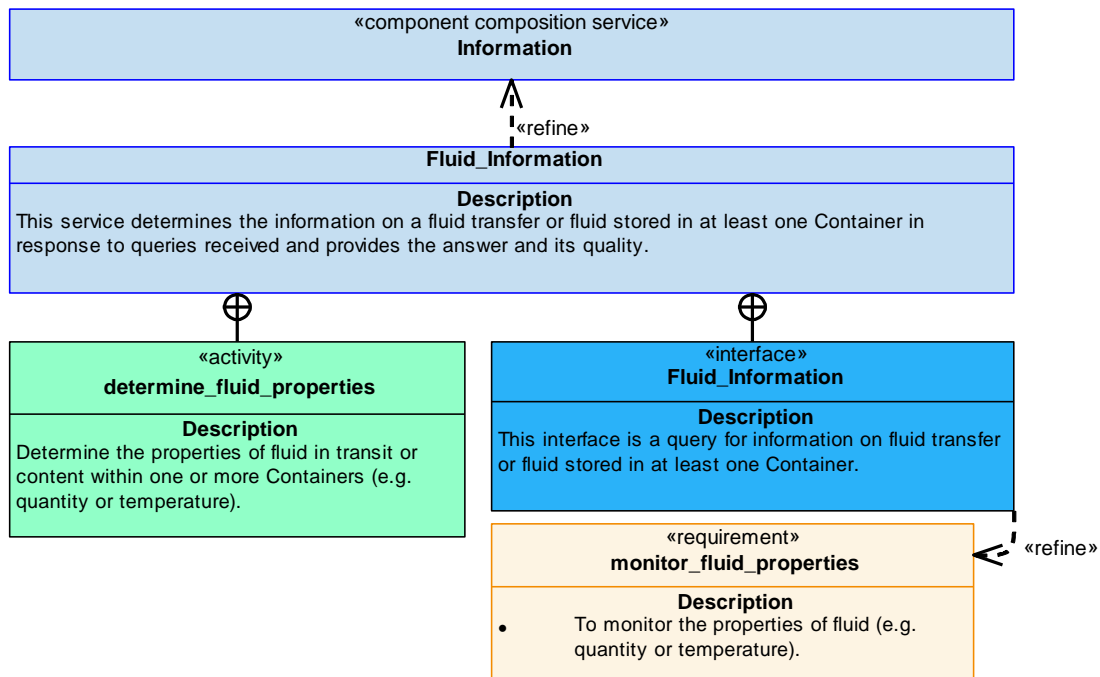 «component composition service»
Information
«refine»
Fluid_Information
Description
This service determines the information on a fluid transfer or fluid stored in at least one Container in
response to queries received and provides the answer and its quality.
«activity»
determine_fluid_properties
Description
Determine the properties of fluid in transit or
content within one or more Containers (e.g.
quantity or temperature).
«interface»
Fluid_Information
Description
This interface is a query for information on fluid transfer
or fluid stored in at least one Container.
«refine»
«requirement»
monitor_fluid_properties
Description
• To monitor the properties of fluid (e.g.
quantity or temperature).